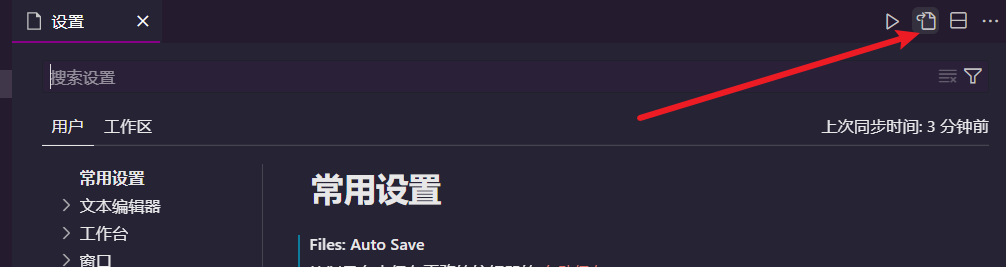 设置
搜索设置
用户 工作区 上次同步时间: 3 分钟前
常用设置
文本编辑器
工作台
窗口
常用设置
Files: Auto Save